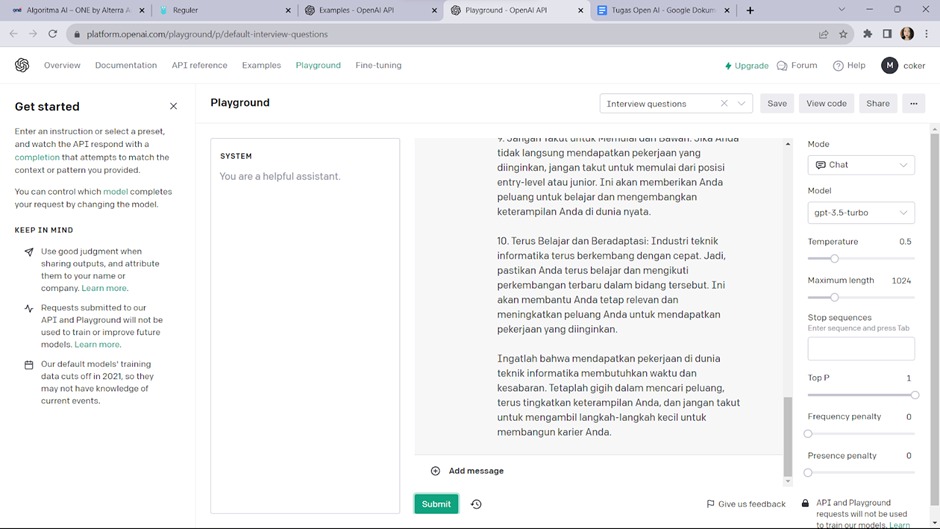 Algoritma AI – ONE by Alterra A
Reguler
Examples - OpenAI API
Playground - OpenAI API
Tugas Open AI - Google Dokum
platform.openai.com/playground/p/default-interview-questions
Overview
Documentation
API reference
Examples
Playground
Fine-tuning
Upgrade
Forum
Help
M
coker
Get started
Enter an instruction or select a preset,
and watch the API respond with a
completion that attempts to match the
context or pattern you provided.
You can control which model completes
your request by changing the model.
KEEP IN MIND
Use good judgment when
sharing outputs, and attribute
them to your name or
company. Learn more.
Requests submitted to our
API and Playground will not be
used to train or improve future
models. Learn more.
Our default models' training
data cuts off in 2021, so they
may not have knowledge of
current events.
Playground
Interview questions
Save
View code
Share
...
SYSTEM
You are a helpful assistant.
9. Jangan Takut untuk Memulai dari Bawah: Jika Anda
tidak langsung mendapatkan pekerjaan yang
diinginkan, jangan takut untuk memulai dari posisi
entry-level atau junior. Ini akan memberikan Anda
peluang untuk belajar dan mengembangkan
keterampilan Anda di dunia nyata.
10. Terus Belajar dan Beradaptasi: Industri teknik
informatika terus berkembang dengan cepat. Jadi,
pastikan Anda terus belajar dan mengikuti
perkembangan terbaru dalam bidang tersebut. Ini
akan membantu Anda tetap relevan dan
meningkatkan peluang Anda untuk mendapatkan
pekerjaan yang diinginkan.
Ingatlah bahwa mendapatkan pekerjaan di dunia
teknik informatika membutuhkan waktu dan
kesabaran. Tetaplah gigih dalam mencari peluang,
terus tingkatkan keterampilan Anda, dan jangan takut
untuk mengambil langkah-langkah kecil untuk
membangun karier Anda.
Add message
Submit
Give us feedback
Mode
Chat
Model
gpt-3.5-turbo
Temperature 0.5
Maximum length 1024
Stop sequences
Enter sequence and press Tab
Top P 1
Frequency penalty 0
Presence penalty 0
API and Playground
requests will not be used
to train our models. Learn